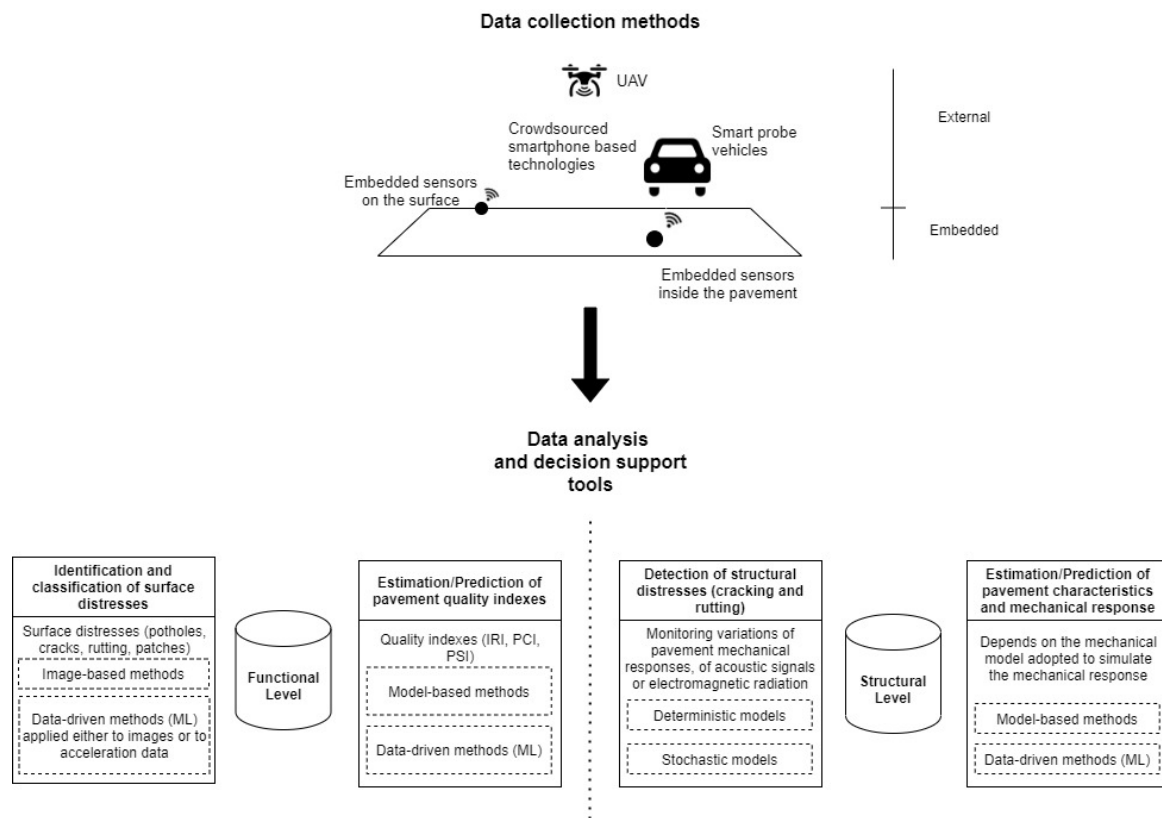 Data collection methods
UAV
External
Crowdsourced
smartphone based
technologies
Smart probe
vehicles
Embedded sensors
on the surface
Embedded
Embedded sensors
inside the pavement
Data analysis
and decision support
tools
Identification and
classification of surface
distresses
Surface distresses (potholes,
cracks, rutting, patches)
Image-based methods
Data-driven methods (ML)
applied either to images or to
acceleration data
Functional
Level
Estimation/Prediction of
pavement quality indexes
Quality indexes (IRI, PCI,
PSI)
Model-based methods
Data-driven methods (ML)
Detection of structural
distresses (cracking and
rutting)
Monitoring variations of
pavement mechanical
responses, of acoustic signals
or electromagnetic radiation
Deterministic models
Stochastic models
Structural
Level
Estimation/Prediction of
pavement characteristics
and mechanical response
Depends on the mechanical
model adopted to simulate
the mechanical response
Model-based methods
Data-driven methods (ML)